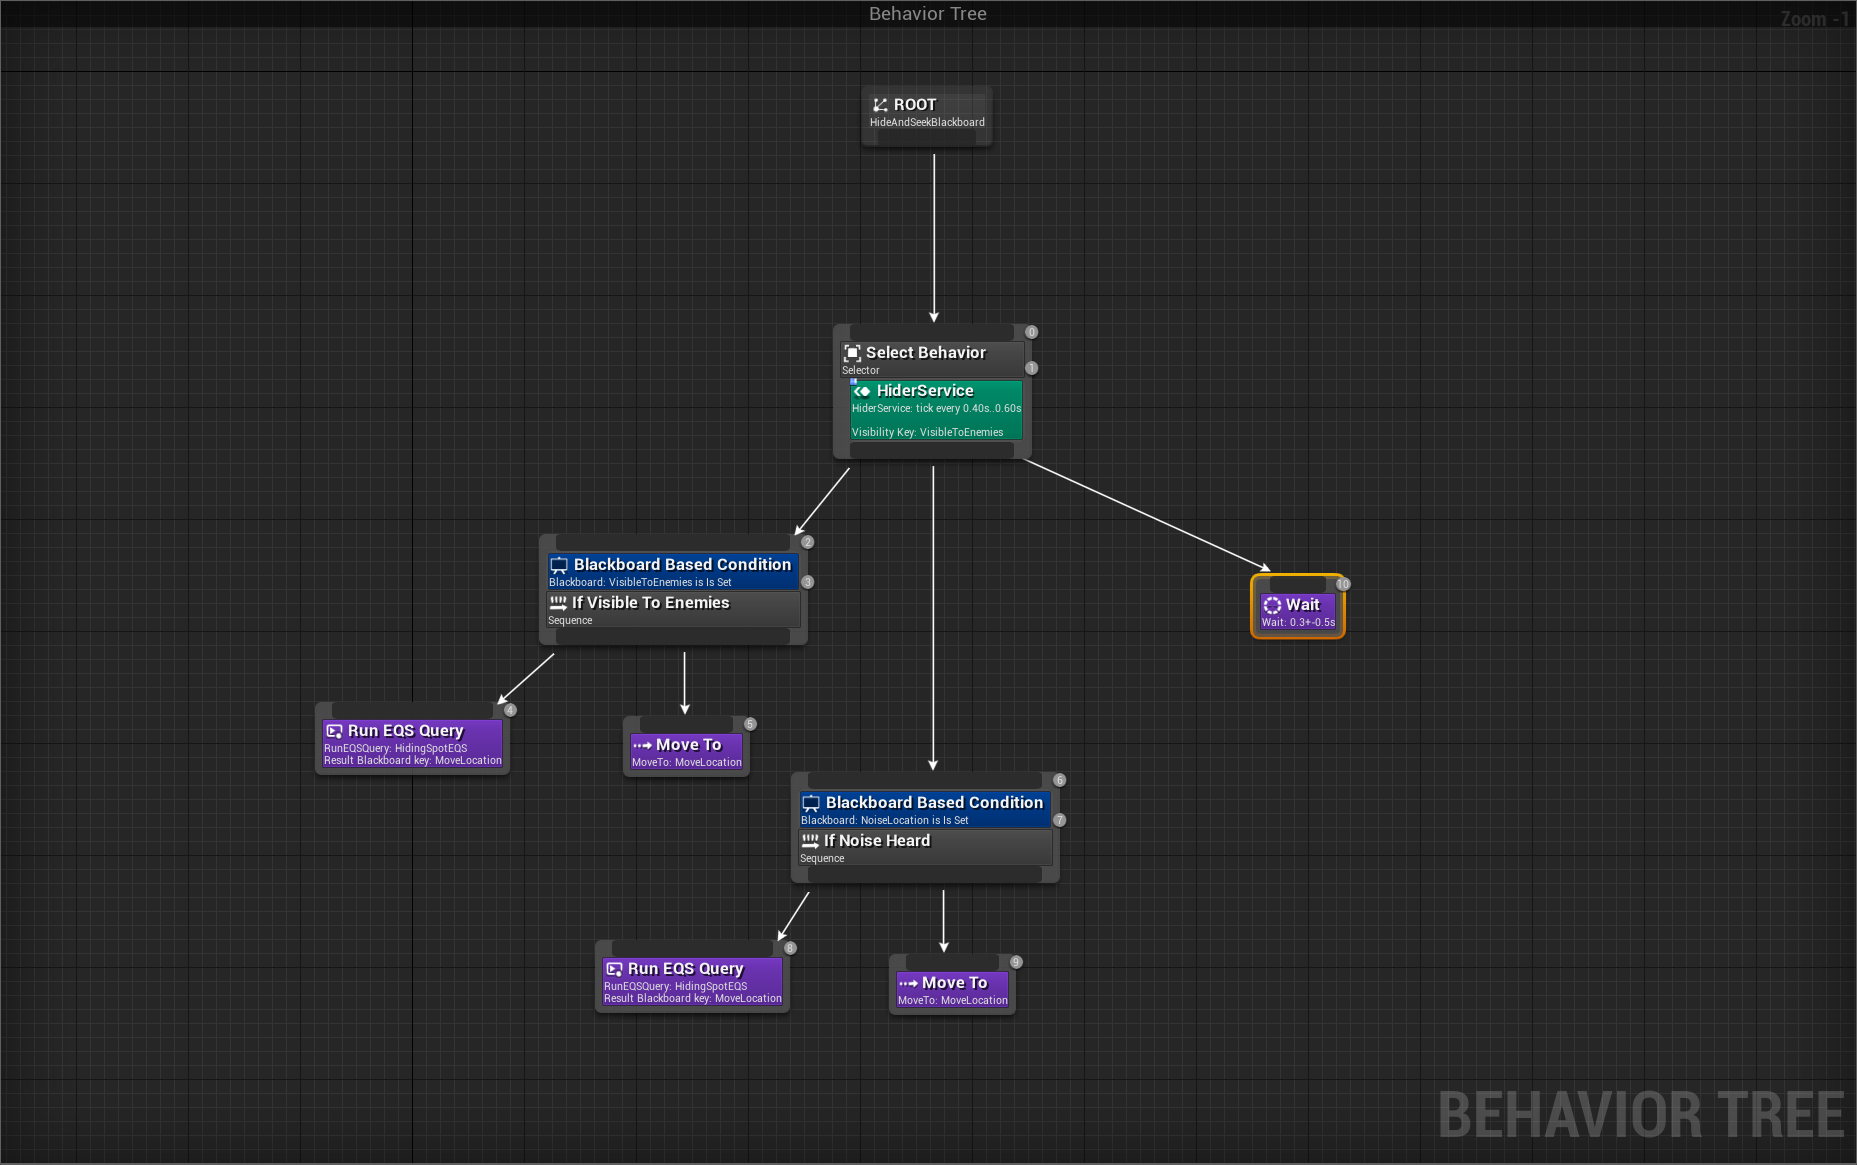 Behavior Tree
Zoom -1
ROOT
HideAndSeekBlackboard
0
Select Behavior
Selector
1
HiderService
HiderService: tick every 0.40s..0.60s
Visibility Key: VisibleToEnemies
2
Blackboard Based Condition
Blackboard: VisibleToEnemies is Is Set
3
If Visible To Enemies
Sequence
10
Wait
Wait: 0.3+-0.5s
4
Run EQS Query
RunEQSQuery: HidingSpotEQS
Result Blackboard key: MoveLocation
5
Move To
MoveTo: MoveLocation
6
Blackboard Based Condition
Blackboard: NoiseLocation is Is Set
7
If Noise Heard
Sequence
8
Run EQS Query
RunEQSQuery: HidingSpotEQS
Result Blackboard key: MoveLocation
9
Move To
MoveTo: MoveLocation
BEHAVIOR TREE